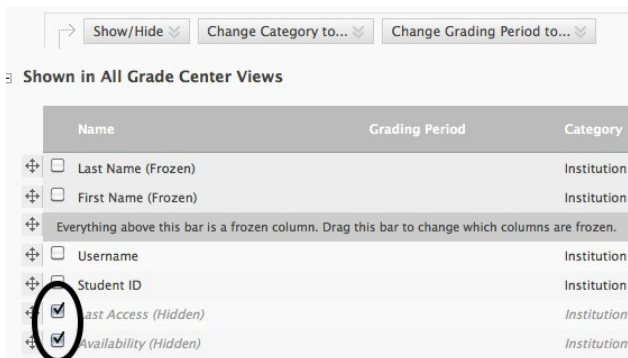 Show/Hide Change Category to... Change Grading Period to...
Shown in All Grade Center Views
Name Grading Period Category
Last Name (Frozen) Institution
First Name (Frozen) Institution
Everything above this bar is a frozen column. Drag this bar to change which columns are frozen.
Username Institution
Student ID Institution
Last Access (Hidden) Institution
Availability (Hidden) Institution